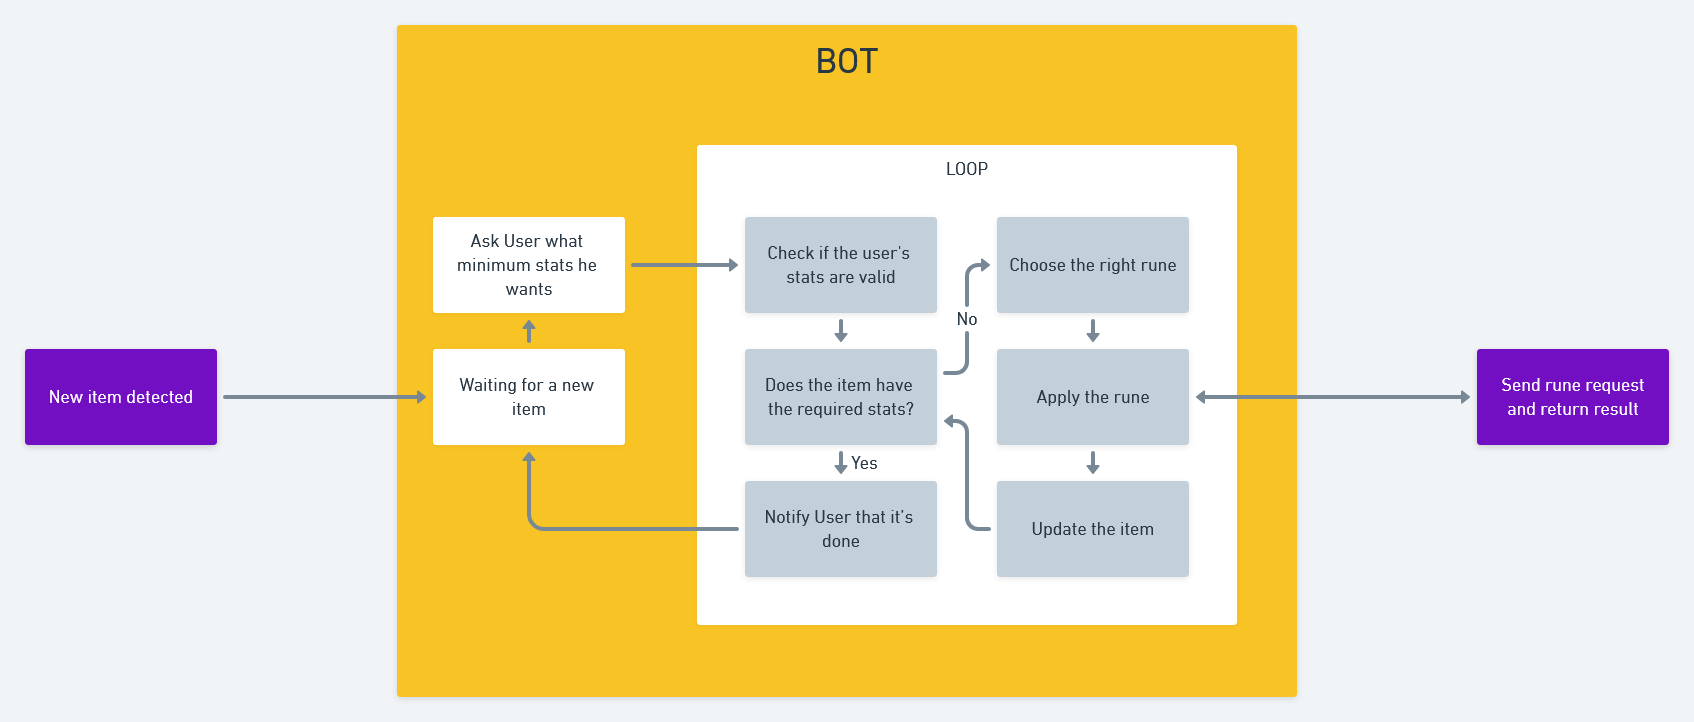 BOT
LOOP
Ask User what
minimum stats he
wants
Check if the user's
stats are valid
Choose the right rune
No
New item detected
Waiting for a new
item
Does the item have
the required stats?
Apply the rune
Send rune request
and return result
Yes
Notify User that it's
done
Update the item